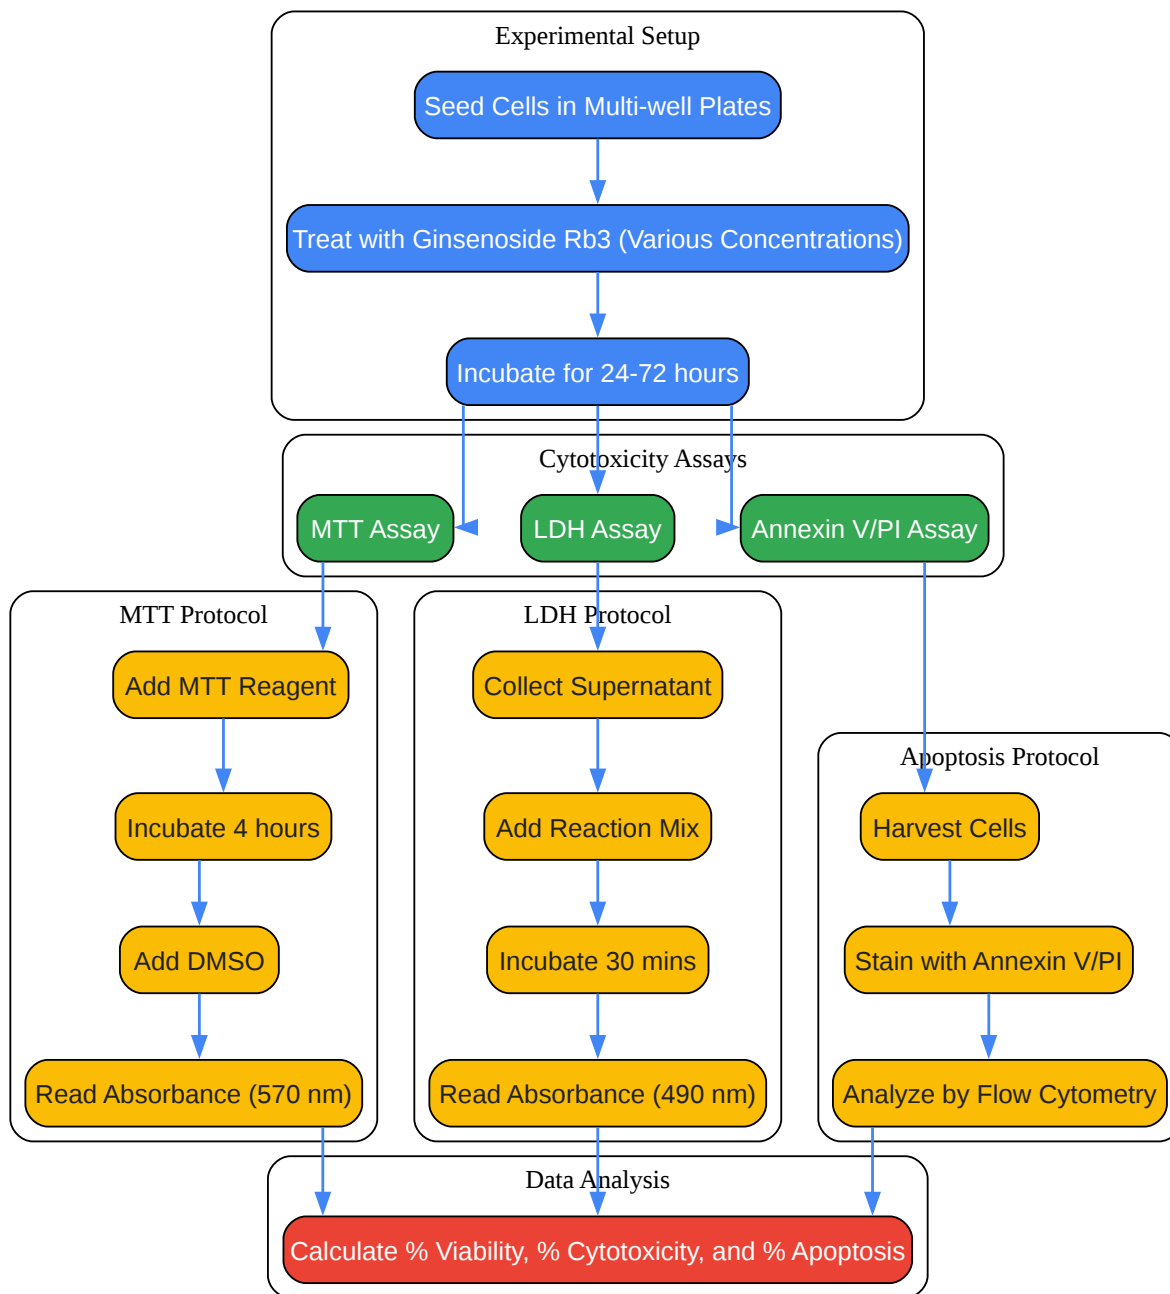 Experimental Setup
Seed Cells in Multi-well Plates
Treat with Ginsenoside Rb3 (Various Concentrations)
Incubate for 24-72 hours
Cytotoxicity Assays
MTT Assay
LDH Assay
Annexin V/PI Assay
MTT Protocol
Add MTT Reagent
Incubate 4 hours
Add DMSO
Read Absorbance (570 nm)
LDH Protocol
Collect Supernatant
Add Reaction Mix
Incubate 30 mins
Read Absorbance (490 nm)
Apoptosis Protocol
Harvest Cells
Stain with Annexin V/PI
Analyze by Flow Cytometry
Data Analysis
Calculate % Viability, % Cytotoxicity, and % Apoptosis